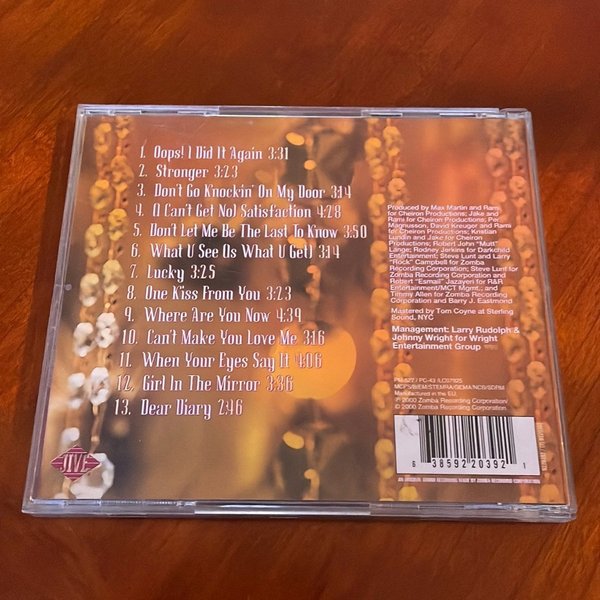 1. Oops! I Did It Again 3:31
2. Stronger 3:23
3. Don't Go Knockin' On My Door 3:14
4. (I Can't Get No) Satisfaction 4:28
5. Don't Let Me Be The Last To Know 3:50
6. What U See (Is What U Get) 3:14
7. Lucky 3:25
8. One Kiss From You 3:23
9. Where Are You Now 4:39
10. Can't Make You Love Me 3:16
11. When Your Eyes Say It 4:06
12. Girl In The Mirror 3:36
13. Dear Diary 2:46
JIVE
Produced by Max Martin and Rami
for Cheiron Productions; Jake and
Rami for Cheiron Productions; Per
Magnusson, David Kreuger and Rami
for Cheiron Productions; Kristian
Lundin and Jake for Cheiron
Productions; Robert John "Mutt"
Lange; Rodney Jerkins for Darkchild
Entertainment; Steve Lunt and Larry
"Rock" Campbell for Zomba
Recording Corporation; Steve Lunt for
Zomba Recording Corporation and
Robert "Esmail" Jazayeri for R&R
Entertainment/MCT Mgmt.; and
Timmy Allen for Zomba Recording
Corporation and Barry J. Eastmond
Mastered by Tom Coyne at Sterling
Sound, NYC
Management: Larry Rudolph &
Johnny Wright for Wright
Entertainment Group
MCPS/BIEM/STEMRA/GEMA/NCB/SDRM
Manufactured in the E.U.
℗ 2000 Zomba Recording Corporation.
© 2000 Zomba Recording Corporation.
6 38592 20392 1